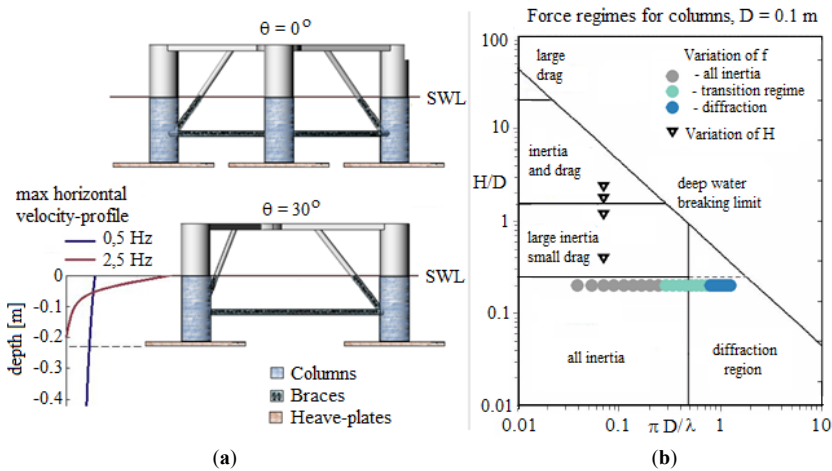 θ = 0°
SWL
max horizontal
velocity-profile
0,5 Hz
2,5 Hz
θ = 30°
SWL
depth [m]
0
-0.1
-0.2
-0.3
-0.4
Columns
Braces
Heave-plates
(a)
Force regimes for columns, D = 0.1 m
100
10
H/D
1
0.1
0.01
0.01
0.1
π D/λ
1
10
large
drag
inertia
and drag
large inertia
small drag
all inertia
Variation of f
- all inertia
- transition regime
- diffraction
Variation of H
deep water
breaking limit
diffraction
region
(b)